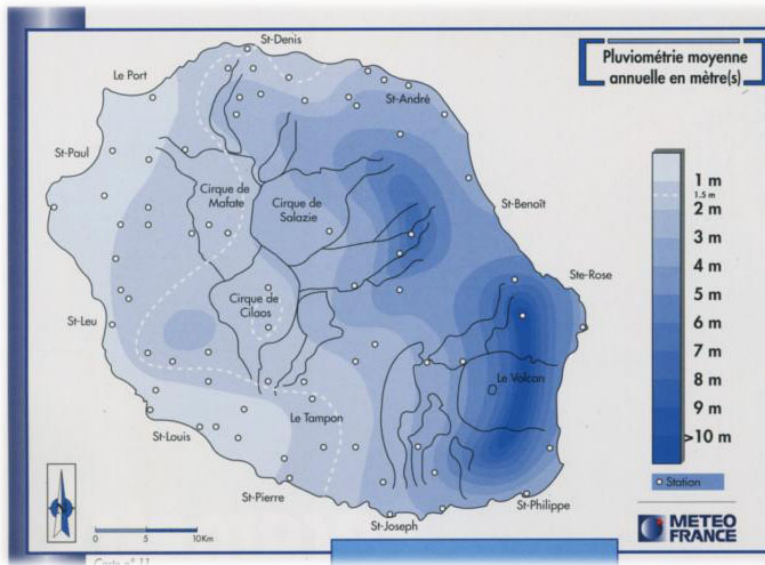 Pluviométrie moyenne
annuelle en mètre(s)
St-Denis
Le Port
St-André
St-Paul
Cirque de
Mafate
Cirque de
Salazie
St-Benoît
Ste-Rose
Cirque de
Cilaos
St-Leu
Le Volcan
Le Tampon
St-Louis
St-Pierre
St-Philippe
St-Joseph
1 m
1.5 m
2 m
3 m
4 m
5 m
6 m
7 m
8 m
9 m
>10 m
Station
METEO
FRANCE
0 5 10Km
Carte n° 11